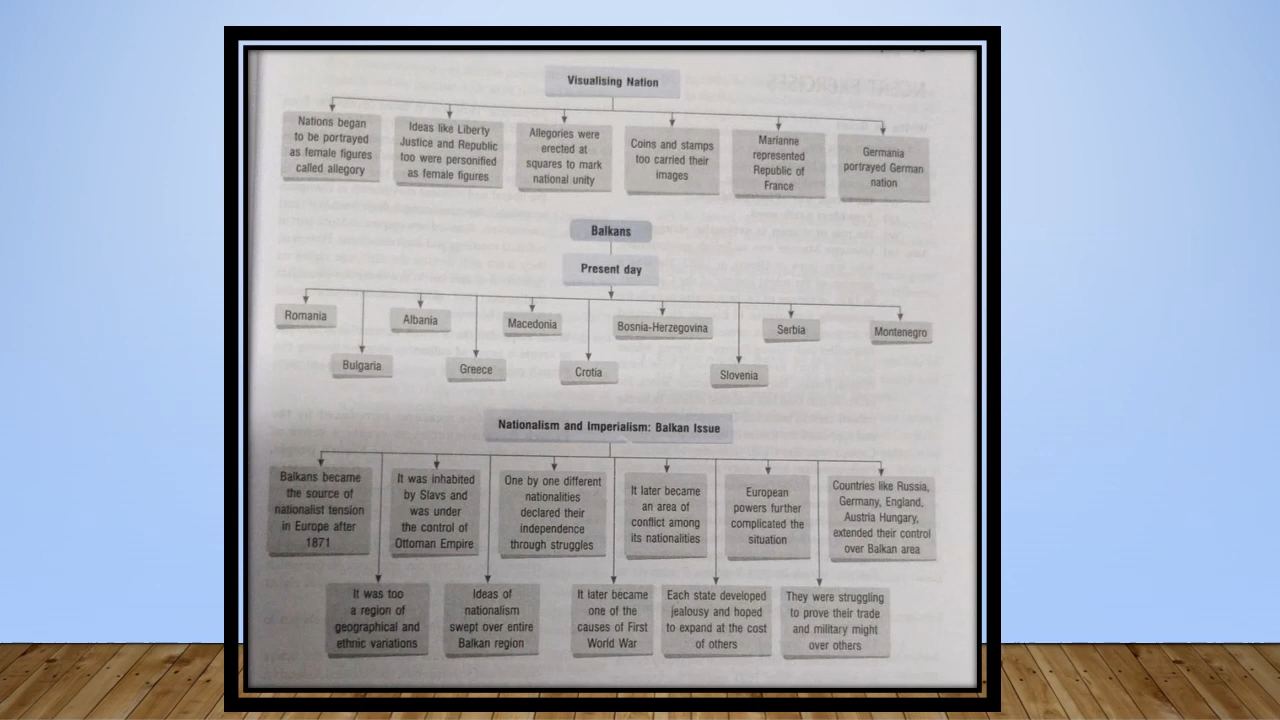 Visualising Nation
Nations began
to be portrayed
as female figures
called allegory
Ideas like Liberty
Justice and Republic
too were personified
as female figures
Allegories were
erected at
squares to mark
national unity
Coins and stamps
too carried their
images
Marianne
represented
Republic of
France
Germania
portrayed German
nation
Balkans
Present day
Romania
Albania
Macedonia
Bosnia-Herzegovina
Serbia
Montenegro
Bulgaria
Greece
Crotia
Slovenia
Nationalism and Imperialism: Balkan Issue
Balkans became
the source of
nationalist tension
in Europe after
1871
It was inhabited
by Slavs and
was under
the control of
Ottoman Empire
One by one different
nationalities
declared their
independence
through struggles
It later became
an area of
conflict among
its nationalities
European
powers further
complicated the
situation
Countries like Russia,
Germany, England,
Austria Hungary,
extended their control
over Balkan area
It was too
a region of
geographical and
ethnic variations
Ideas of
nationalism
swept over entire
Balkan region
It later became
one of the
causes of First
World War
Each state developed
jealousy and hoped
to expand at the cost
of others
They were struggling
to prove their trade
and military might
over others